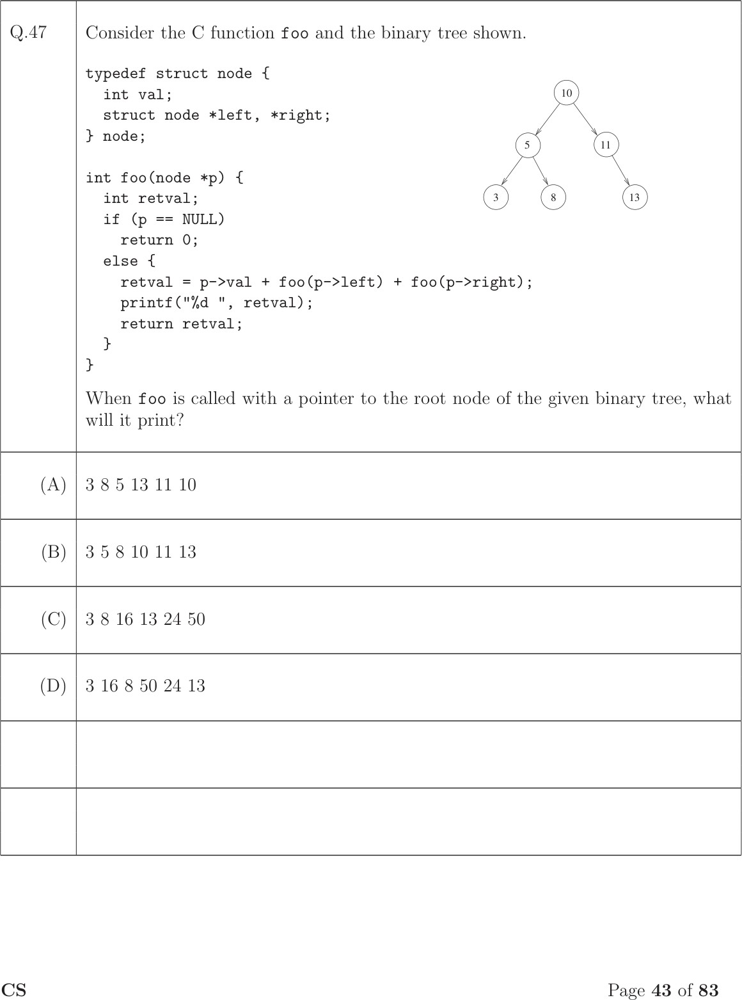 Q.47 Consider the C function foo and the binary tree shown.
typedef struct node {
int val;
struct node *left, *right;
} node;
int foo(node *p) {
int retval;
if (p == NULL)
return 0;
else {
retval = p->val + foo(p->left) + foo(p->right);
printf("%d ", retval);
return retval;
}
}
10
5 11
3 8 13
When foo is called with a pointer to the root node of the given binary tree, what
will it print?
(A) 3 8 5 13 11 10
(B) 3 5 8 10 11 13
(C) 3 8 16 13 24 50
(D) 3 16 8 50 24 13
CS Page 43 of 83